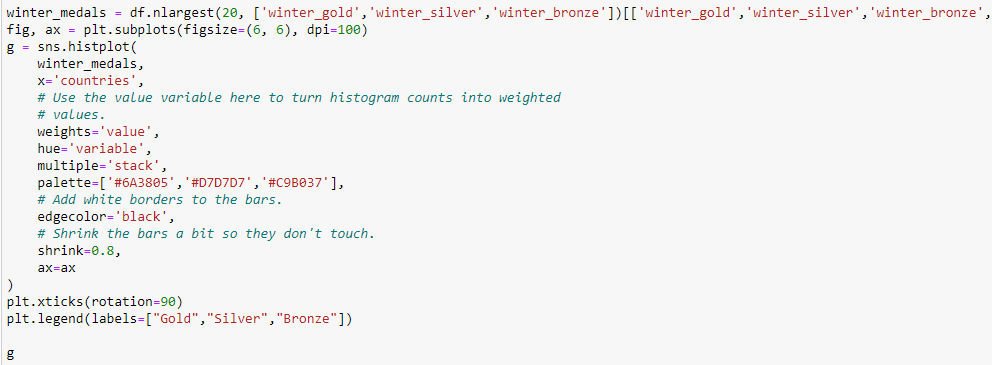 winter_medals = df.nlargest(20, ['winter_gold','winter_silver','winter_bronze'])[['winter_gold','winter_silver','winter_bronze',
fig, ax = plt.subplots(figsize=(6, 6), dpi=100)
g = sns.histplot(
    winter_medals,
    x='countries',
    # Use the value variable here to turn histogram counts into weighted
    # values.
    weights='value',
    hue='variable',
    multiple='stack',
    palette=['#6A3805','#D7D7D7','#C9B037'],
    # Add white borders to the bars.
    edgecolor='black',
    # Shrink the bars a bit so they don't touch.
    shrink=0.8,
    ax=ax
)
plt.xticks(rotation=90)
plt.legend(labels=["Gold","Silver","Bronze"])

g